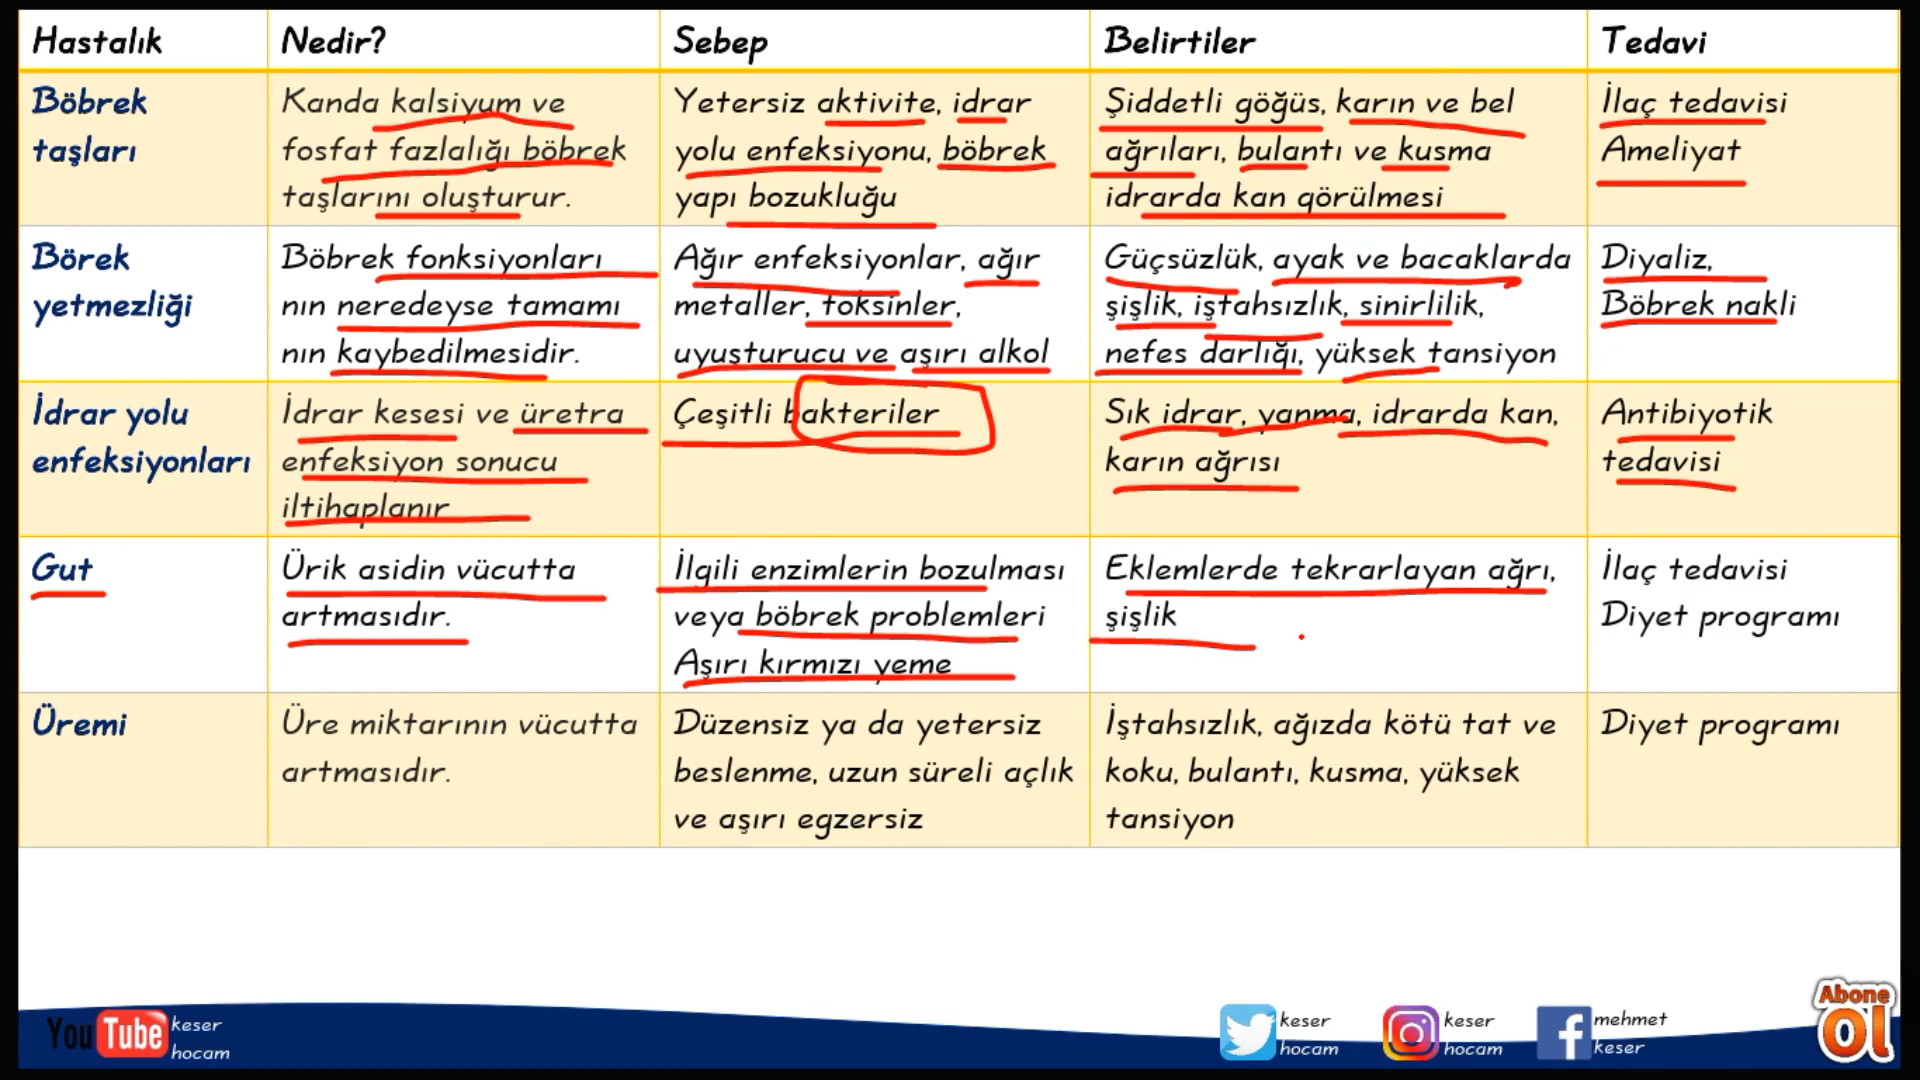 Hastalık
Nedir?
Sebep
Belirtiler
Tedavi
Böbrek
taşları
Kanda kalsiyum ve
fosfat fazlalığı böbrek
taşlarını oluşturur.
Yetersiz aktivite, idrar
yolu enfeksiyonu, böbrek
yapı bozukluğu
Şiddetli göğüs, karın ve bel
ağrıları, bulantı ve kusma
idrarda kan görülmesi
İlaç tedavisi
Ameliyat
Börek
yetmezliği
Böbrek fonksiyonları
nın neredeyse tamamı
nın kaybedilmesidir.
Ağır enfeksiyonlar, ağır
metaller, toksinler,
uyuşturucu ve aşırı alkol
Güçsüzlük, ayak ve bacaklarda
şişlik, iştahsızlık, sinirlilik,
nefes darlığı, yüksek tansiyon
Diyaliz,
Böbrek nakli
İdrar yolu
enfeksiyonları
İdrar kesesi ve üretra
enfeksiyon sonucu
iltihaplanır
Çeşitli bakteriler
Sık idrar, yanma, idrarda kan,
karın ağrısı
Antibiyotik
tedavisi
Gut
Ürik asidin vücutta
artmasıdır.
İlgili enzimlerin bozulması
veya böbrek problemleri
Aşırı kırmızı yeme
Eklemlerde tekrarlayan ağrı,
şişlik
İlaç tedavisi
Diyet programı
Üremi
Üre miktarının vücutta
artmasıdır.
Düzensiz ya da yetersiz
beslenme, uzun süreli açlık
ve aşırı egzersiz
İştahsızlık, ağızda kötü tat ve
koku, bulantı, kusma, yüksek
tansiyon
Diyet programı
YouTube
keser
hocam
keser
hocam
keser
hocam
mehmet
keser
Abone
Ol